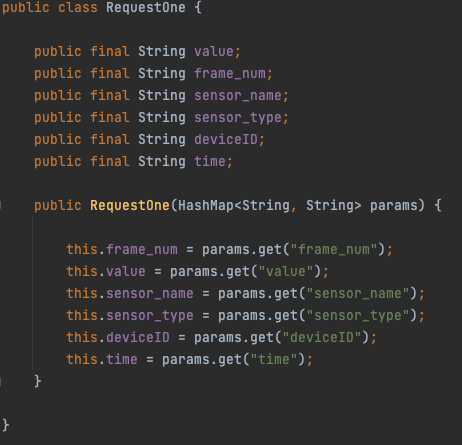 public class RequestOne {
public final String value;
public final String frame_num;
public final String sensor_name;
public final String sensor_type;
public final String deviceID;
public final String time;
public RequestOne(HashMap<String, String> params) {
this.frame_num = params.get("frame_num");
this.value = params.get("value");
this.sensor_name = params.get("sensor_name");
this.sensor_type = params.get("sensor_type");
this.deviceID = params.get("deviceID");
this.time = params.get("time");
}
}